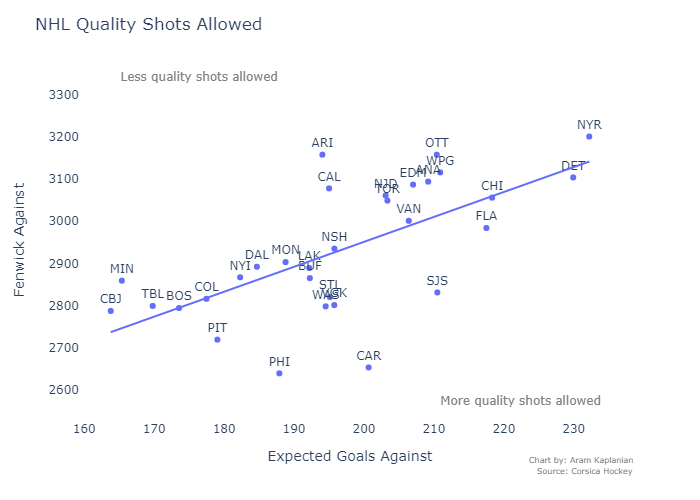 NHL Quality Shots Allowed
Less quality shots allowed
3300
3200
3100
3000
2900
2800
2700
2600
Fenwick Against
NYR
ARI
OTT
WPG
DET
CAL
EDM
ANA
NJD
TOR
CHI
VAN
FLA
NSH
MON
LAK
DAL
BUF
NYI
MIN
SJS
COL
STL
VGK
WAS
TBL
BOS
CBJ
PIT
CAR
PHI
More quality shots allowed
160 170 180 190 200 210 220 230
Expected Goals Against
Chart by: Aram Kaplanian
Source: Corsica Hockey